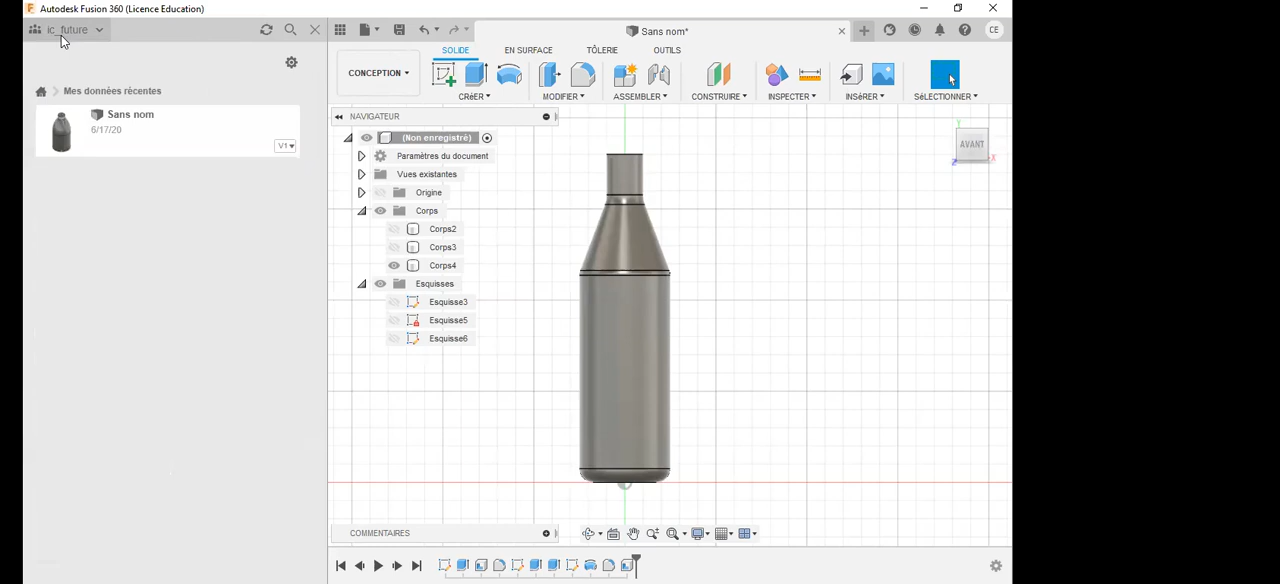 Autodesk Fusion 360 (Licence Education)
ic_future
Sans nom*
CE
Mes données récentes
Sans nom
6/17/20
V1
SOLIDE EN SURFACE TÔLERIE OUTILS
CONCEPTION
CRéER MODIFIER ASSEMBLER CONSTRUIRE INSPECTER INSéRER SéLECTIONNER
NAVIGATEUR
(Non enregistré)
Paramètres du document
Vues existantes
Origine
Corps
Corps2
Corps3
Corps4
Esquisses
Esquisse3
Esquisse5
Esquisse6
Y
AVANT
X
Z
COMMENTAIRES